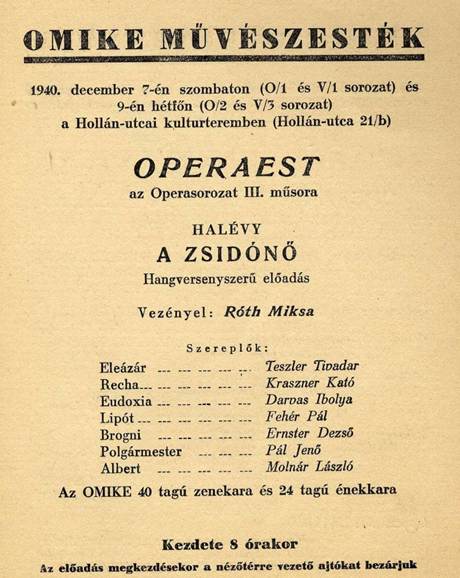 OMIKE MŰVÉSZESTÉK
1940. december 7-én szombaton (O/1 és V/1 sorozat) és
9-én hétfőn (O/2 és V/3 sorozat)
a Hollán-utcai kulturteremben (Hollán-utca 21/b)
OPERAEST
az Operasorozat III. műsora
HALÉVY
A ZSIDÓNŐ
Hangversenyszerű előadás
Vezényel: Róth Miksa
Szereplők:
Eleázár --- --- --- --- --- Teszler Tivadar
Recha --- --- --- --- --- Kraszner Kató
Eudoxia --- --- --- --- --- Darvas Ibolya
Lipót --- --- --- --- --- Fehér Pál
Brogni --- --- --- --- --- Ernster Dezső
Polgármester --- --- --- --- Pál Jenő
Albert --- --- --- --- --- Molnár László
Az OMIKE 40 tagú zenekara és 24 tagú énekkara
Kezdete 8 órakor
Az előadás megkezdésekor a nézőtérre vezető ajtókat bezárjuk